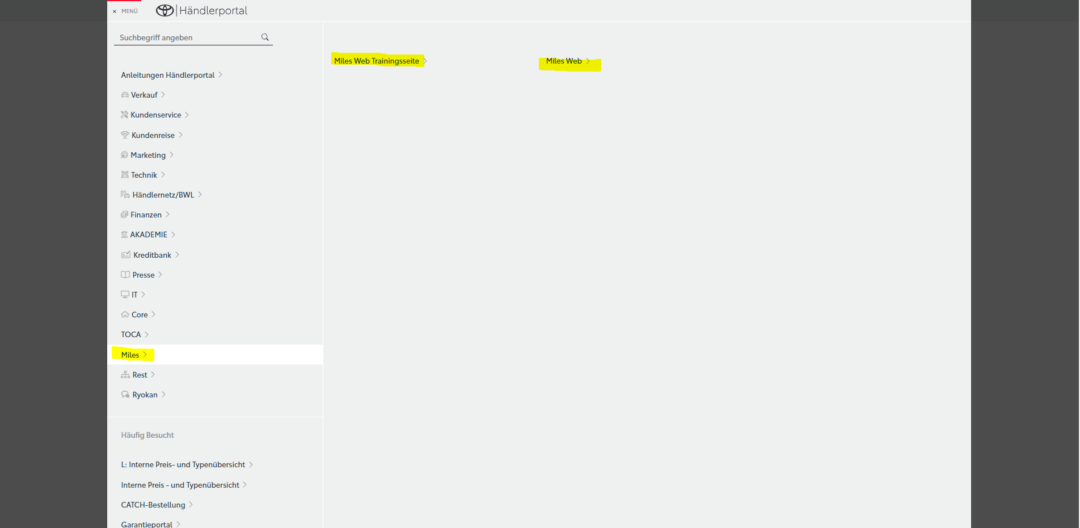 × MENÜ
Händlerportal
Suchbegriff angeben
Anleitungen Händlerportal
Verkauf
Kundenservice
Kundenreise
Marketing
Technik
Händlernetz/BWL
Finanzen
AKADEMIE
Kreditbank
Presse
IT
Core
TOCA
Miles
Rest
Ryokan
Häufig Besucht
L: Interne Preis- und Typenübersicht
Interne Preis - und Typenübersicht
CATCH-Bestellung
Garantieportal
Miles Web Trainingsseite
Miles Web